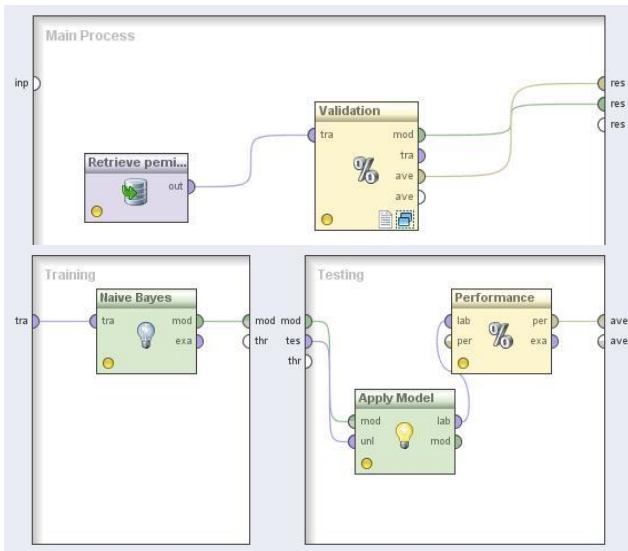 Main Process
inp
Retrieve pemi...
out
Validation
tra
mod
tra
ave
ave
res
res
res
Training
tra
Naive Bayes
tra
mod
exa
mod
thr
Testing
mod
tes
thr
Apply Model
mod
unl
lab
mod
Performance
lab
per
per
exa
ave
ave